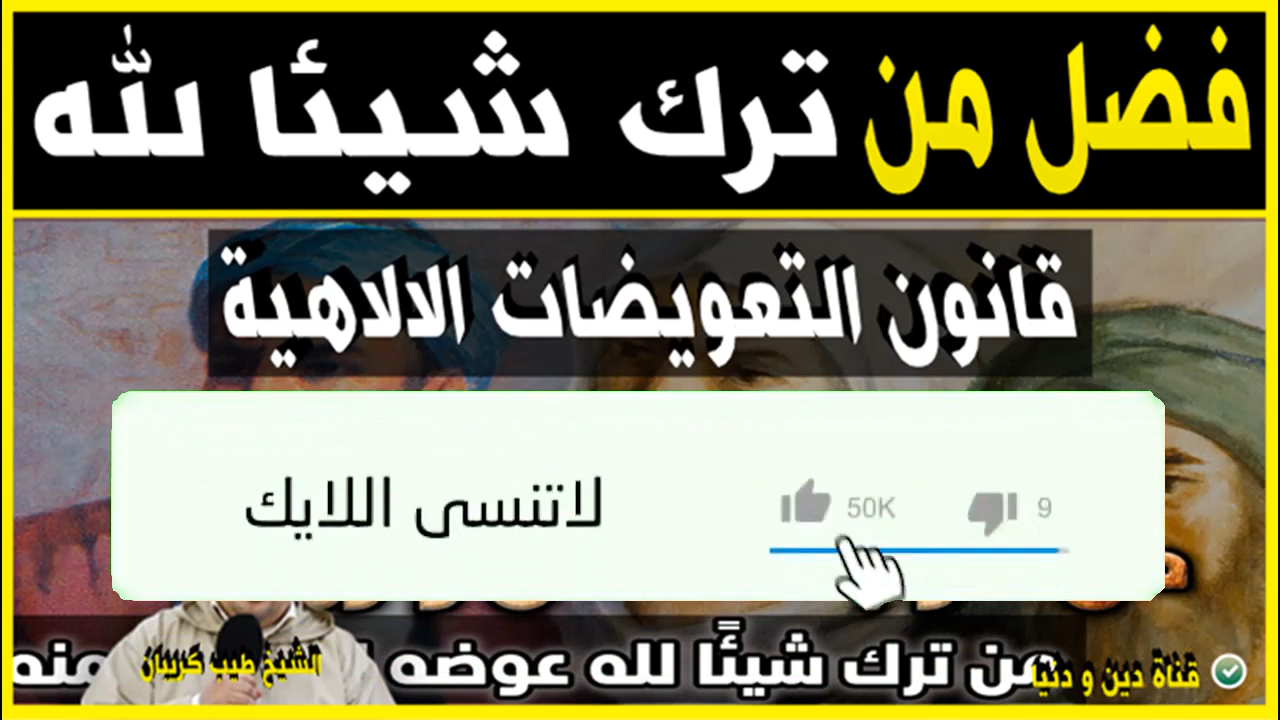 فضل من ترك شيئا لله
قانون التعويضات الالاهية
لاتنسى اللايك
50K
9
من ترك شيئًا لله عوضه
منه
الشيخ طيب كريبان
قناة دين و دنيا